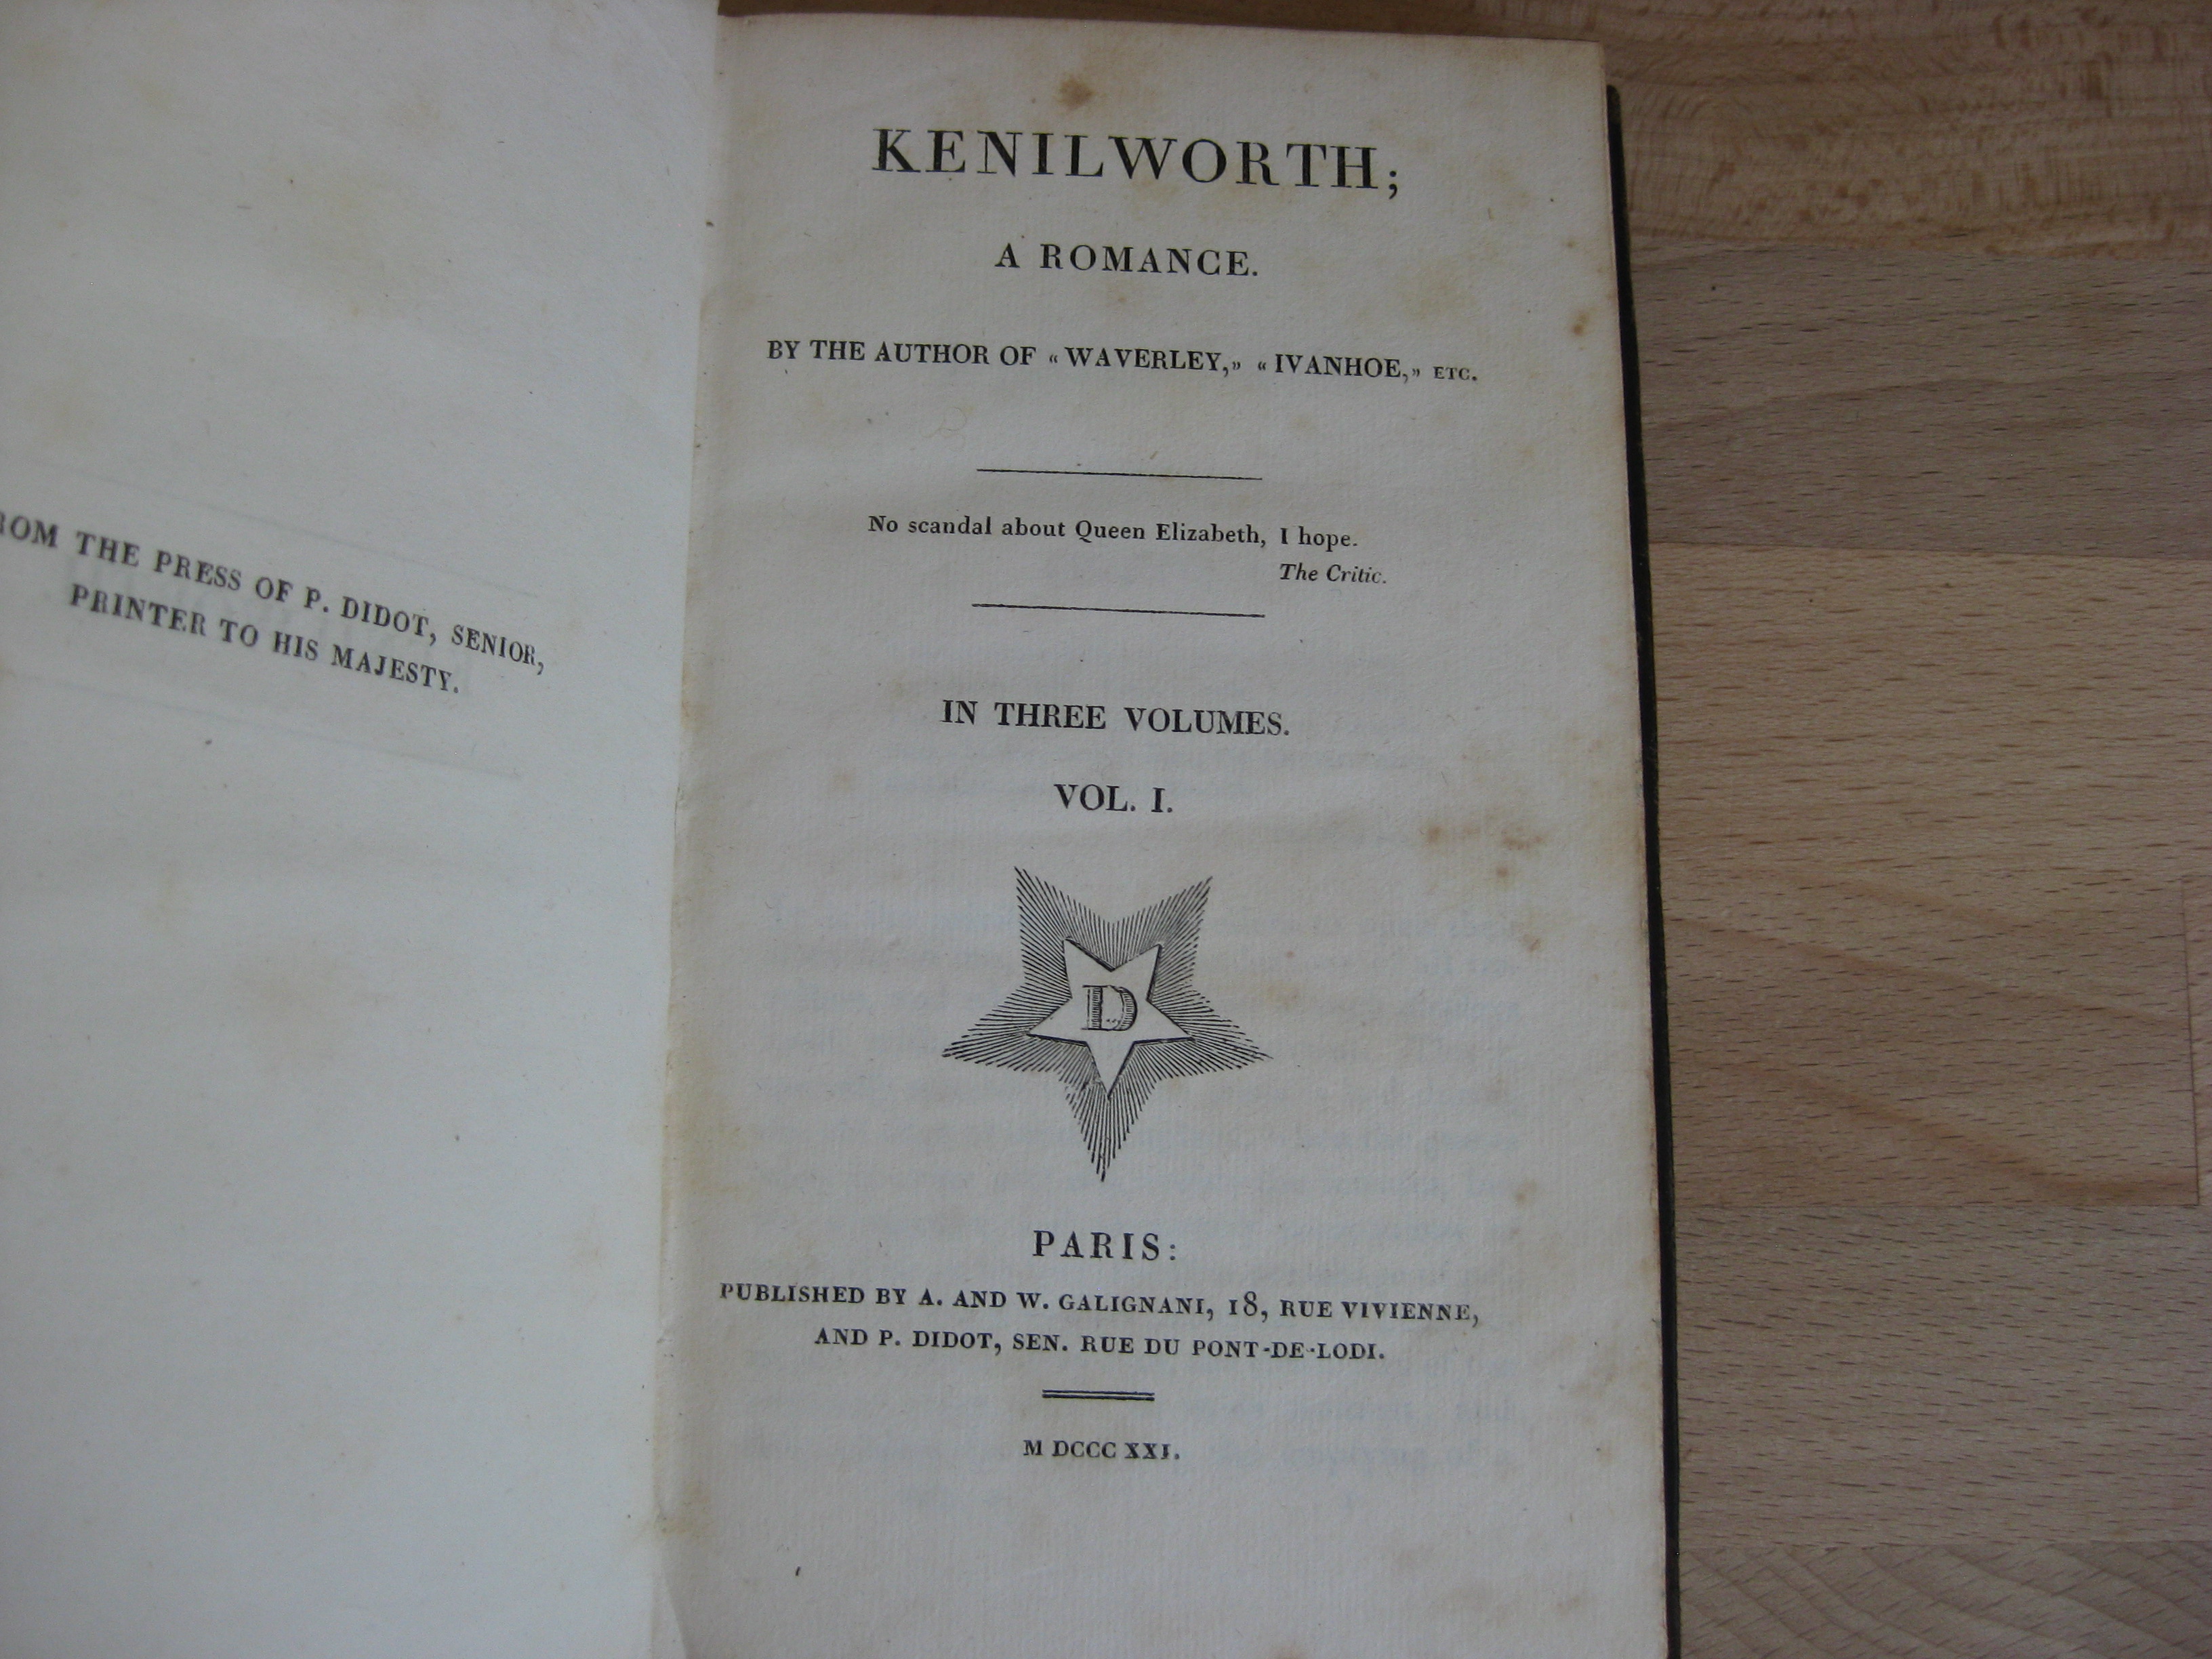 THE PRESS OF P. DIDOT, SENIOR,
PRINTER TO HIS MAJESTY.
KENILWORTH;
A ROMANCE.
BY THE AUTHOR OF « WAVERLEY,» « IVANHOE,» ETC.
No scandal about Queen Elizabeth, I hope.
The Critic.
IN THREE VOLUMES.
VOL. I.
D
PARIS:
PUBLISHED BY A. AND W. GALIGNANI, 18, RUE VIVIENNE,
AND P. DIDOT, SEN. RUE DU PONT-DE-LODI.
M DCCC XXI.